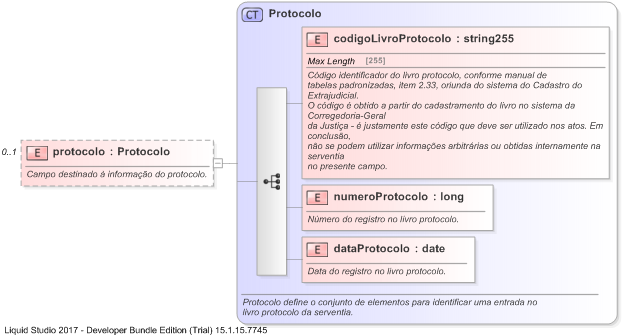 CT Protocolo
E codigoLivroProtocolo : string255
Max Length [255]
Código identificador do livro protocolo, conforme manual de
tabelas padronizadas, item 2.33, oriunda do sistema do Cadastro do
Extrajudicial.
O código é obtido a partir do cadastramento do livro no sistema da
Corregedoria-Geral
da Justiça - é justamente este código que deve ser utilizado nos atos. Em
conclusão,
não se podem utilizar informações arbitrárias ou obtidas internamente na
serventia
no presente campo.
0..1
E protocolo : Protocolo
Campo destinado à informação do protocolo.
E numeroProtocolo : long
Número do registro no livro protocolo.
E dataProtocolo : date
Data do registro no livro protocolo.
Protocolo define o conjunto de elementos para identificar uma entrada no
livro protocolo da serventia.
Liquid Studio 2017 - Developer Bundle Edition (Trial) 15.1.15.7745